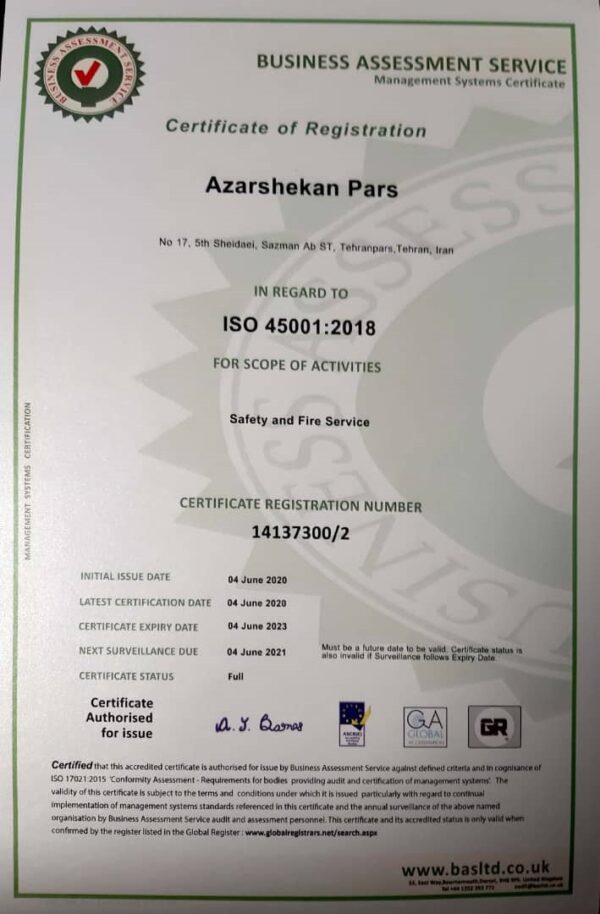 BUSINESS ASSESSMENT SERVICE
BUSINESS ASSESSMENT SERVICE
Management Systems Certificate
Certificate of Registration
Azarshekan Pars
No 17, 5th Sheidaei, Sazman Ab ST, Tehranpars,Tehran, Iran
IN REGARD TO
ISO 45001:2018
FOR SCOPE OF ACTIVITIES
Safety and Fire Service
MANAGEMENT SYSTEMS CERTIFICATION
CERTIFICATE REGISTRATION NUMBER
14137300/2
INITIAL ISSUE DATE 04 June 2020
LATEST CERTIFICATION DATE 04 June 2020
CERTIFICATE EXPIRY DATE 04 June 2023
NEXT SURVEILLANCE DUE 04 June 2021
Must be a future date to be valid. Certificate status is
also invalid if Surveillance follows Expiry Date.
CERTIFICATE STATUS Full
Certificate
Authorised
for issue
ASCB(E)
GA
GLOBAL
GR
Certified that this accredited certificate is authorised for issue by Business Assessment Service against defined criteria and in cognisance of
ISO 17021:2015 'Conformity Assessment - Requirements for bodies providing audit and certification of management systems'. The
validity of this certificate is subject to the terms and conditions under which it is issued particularly with regard to continual
implementation of management systems standards referenced in this certificate and the annual surveillance of the above named
organisation by Business Assessment Service audit and assessment personnel. This certificate and its accredited status is only valid when
confirmed by the register listed in the Global Register : www.globalregistrars.net/search.aspx
www.basltd.co.uk